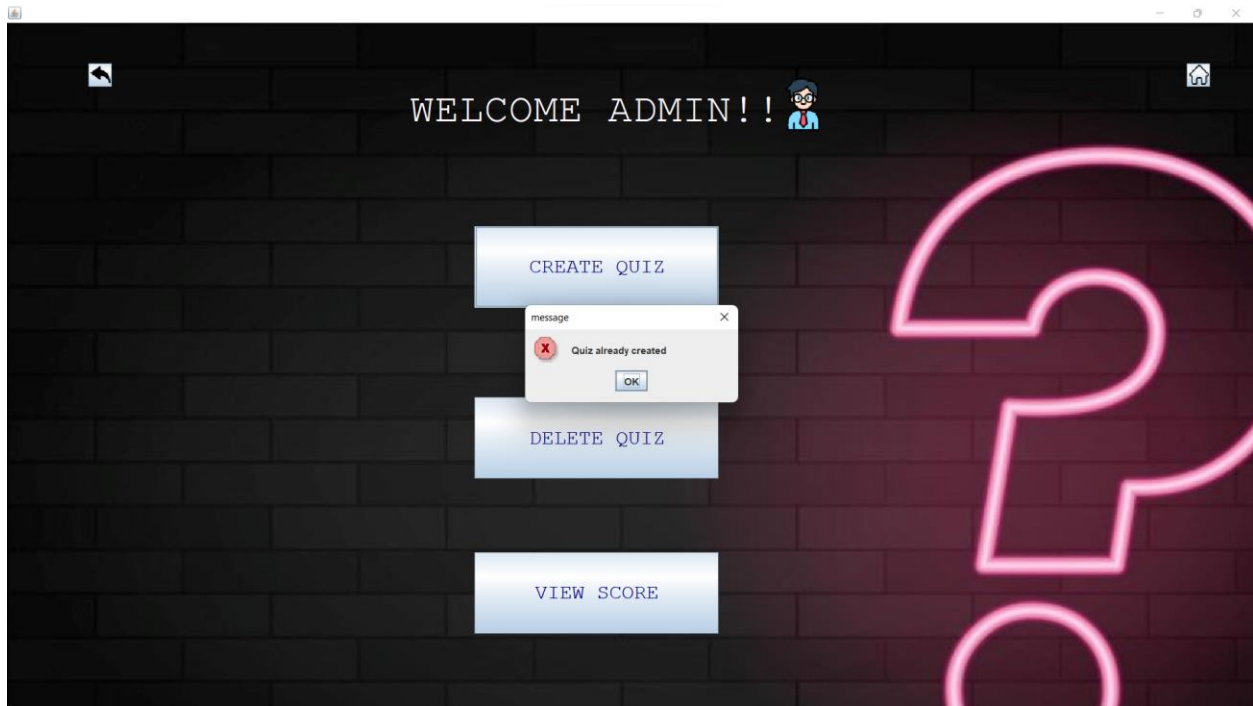 WELCOME ADMIN!!
CREATE QUIZ
message
X
Quiz already created
OK
DELETE QUIZ
VIEW SCORE